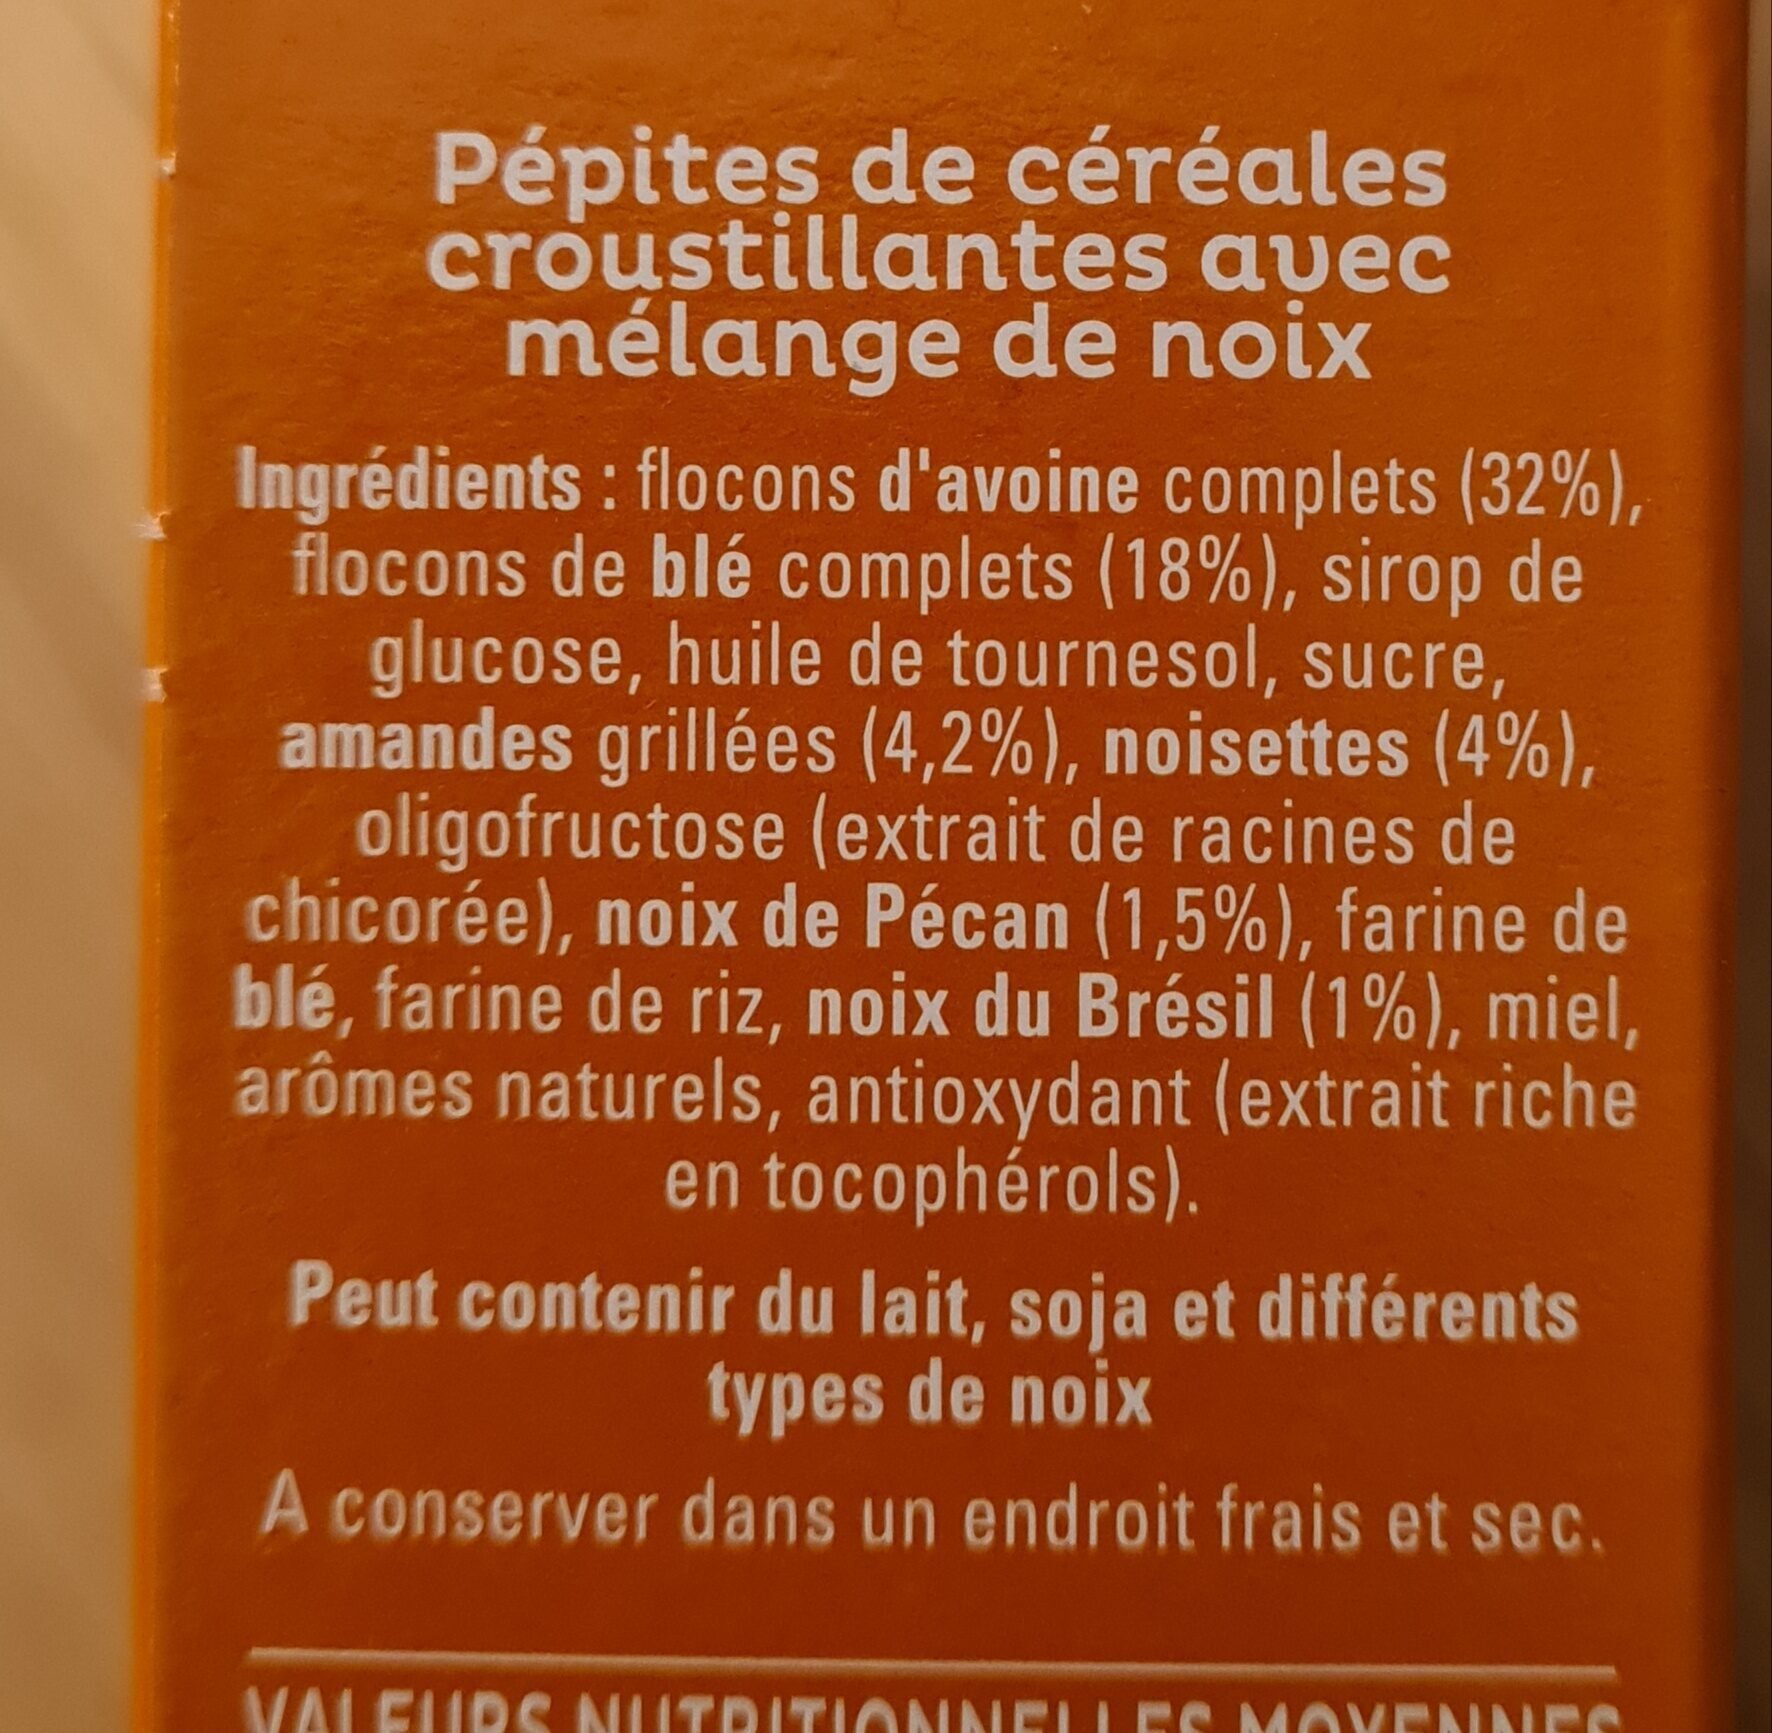 Pépites de céréales
croustillantes avec
mélange de noix
Ingrédients : flocons d'avoine complets (32%),
flocons de blé complets (18%), sirop de
glucose, huile de tournesol, sucre,
amandes grillées (4,2%), noisettes (4%),
oligofructose (extrait de racines de
chicorée), noix de Pécan (1,5%), farine de
blé, farine de riz, noix du Brésil (1%), miel,
arômes naturels, antioxydant (extrait riche
en tocophérols).
Peut contenir du lait, soja et différents
types de noix
A conserver dans un endroit frais et sec.
VALEURS NUTRITIONNELLES MOYENNES